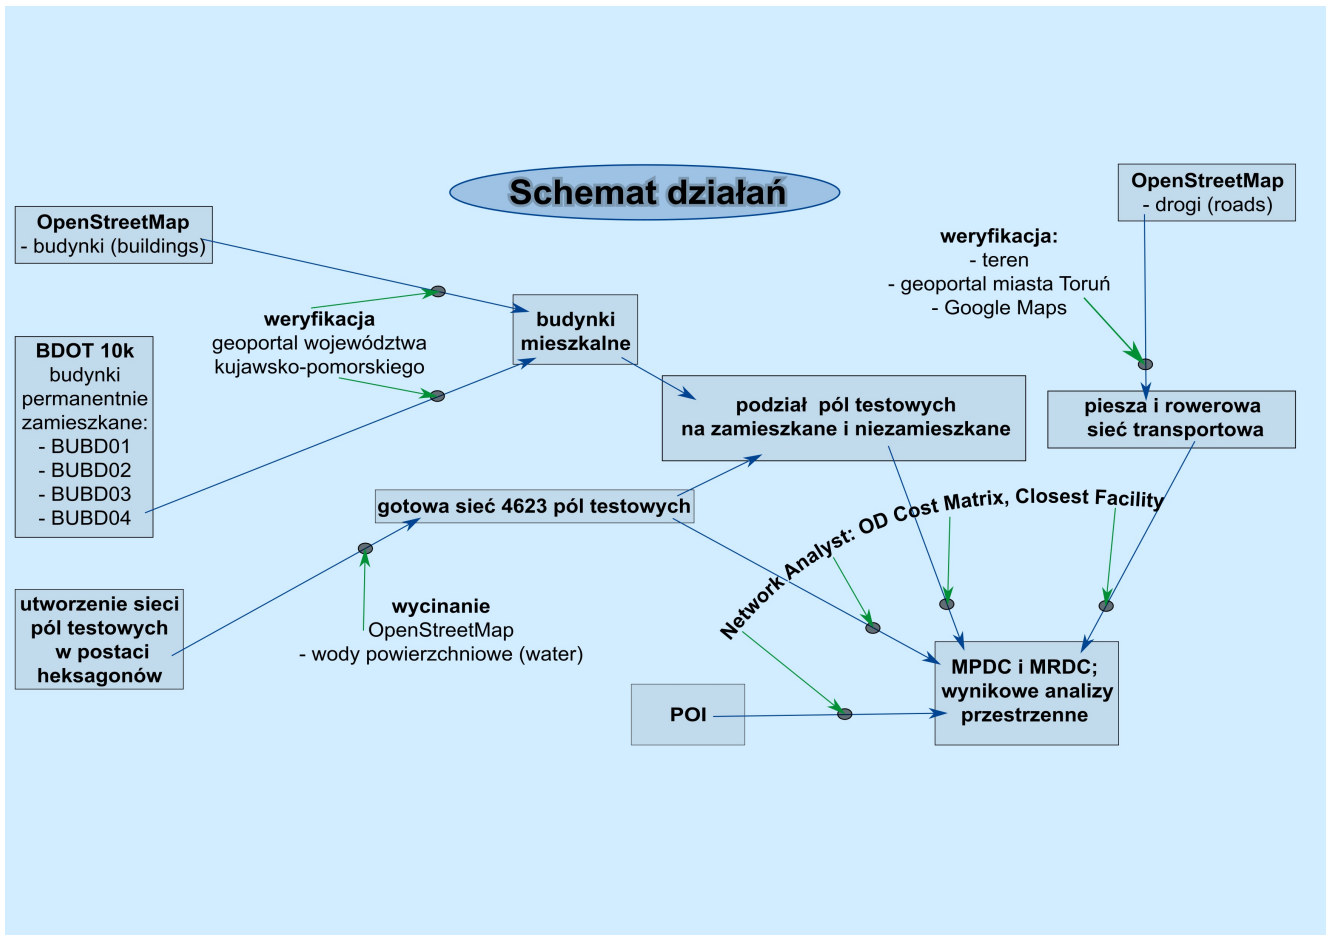 Schemat działań
OpenStreetMap
- budynki (buildings)
BDOT 10k
budynki
permanentnie
zamieszkane:
- BUBD01
- BUBD02
- BUBD03
- BUBD04
utworzenie sieci
pól testowych
w postaci
heksagonów
weryfikacja
geoportal województwa
kujawsko-pomorskiego
budynki
mieszkalne
gotowa sieć 4623 pól testowych
wycinanie
OpenStreetMap
- wody powierzchniowe (water)
podział pól testowych
na zamieszkane i niezamieszkane
OpenStreetMap
- drogi (roads)
weryfikacja:
- teren
- geoportal miasta Toruń
- Google Maps
piesza i rowerowa
sieć transportowa
Network Analyst: OD Cost Matrix, Closest Facility
POI
MPDC i MRDC;
wynikowe analizy
przestrzenne